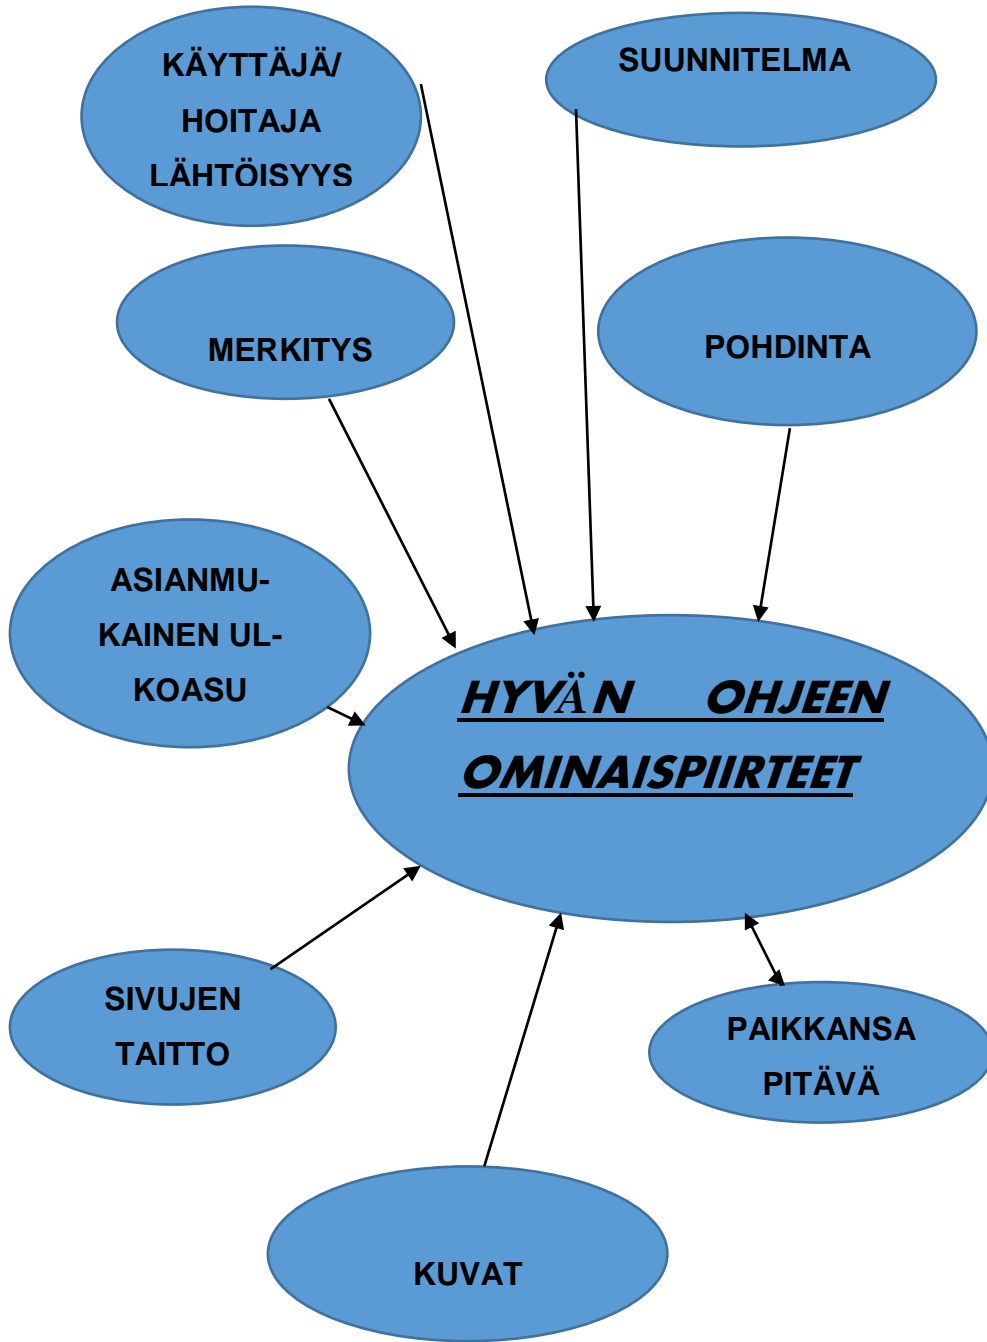 KÄYTTÄJÄ/
HOITAJA
LÄHTÖISYYS
SUUNNITELMA
MERKITYS
POHDINTA
ASIANMU-
KAINEN UL-
KOASU
HYVÄN OHJEEN
OMINAISPIIRTEET
SIVUJEN
TAITTO
PAIKKANSA
PITÄVÄ
KUVAT